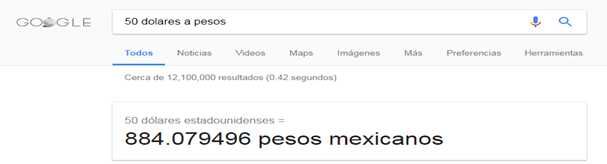 GOOGLE
50 dolares a pesos
Todos Noticias Videos Maps Imágenes Más Preferencias Herramientas
Cerca de 12,100,000 resultados (0.42 segundos)
50 dólares estadounidenses =
884.079496 pesos mexicanos